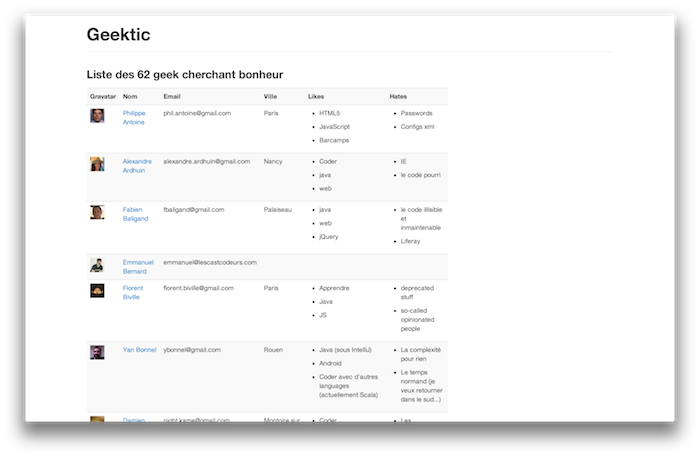 Geektic
Liste des 62 geek cherchant bonheur
Gravatar Nom Email Ville Likes Hates
Philippe Antoine phil.antoine@gmail.com Paris
• HTML5
• JavaScript
• Barcamps
• Passwords
• Configs xml
Alexandre Ardhuin alexandre.ardhuin@gmail.com Nancy
• Coder
• java
• web
• IE
• le code pourri
Fabien Baligand fbaligand@gmail.com Palaiseau
• java
• web
• jQuery
• le code illisible
et
inmaintenable
• Liferay
Emmanuel Bernard emmanuel@lescastcodeurs.com
Florent Biville florent.biville@gmail.com Paris
• Apprendre
• Java
• JS
• deprecated
stuff
• so-called
opinionated
people
Yan Bonnel ybonnel@gmail.com Rouen
• Java (sous IntelliJ)
• Android
• Coder avec d'autres
languages
(actuellement Scala)
• La complexité
pour rien
• Le temps
normand (je
veux retourner
dans le sud...)
Damien night.kame@gmail.com Montoire sur
• Coder
• Les